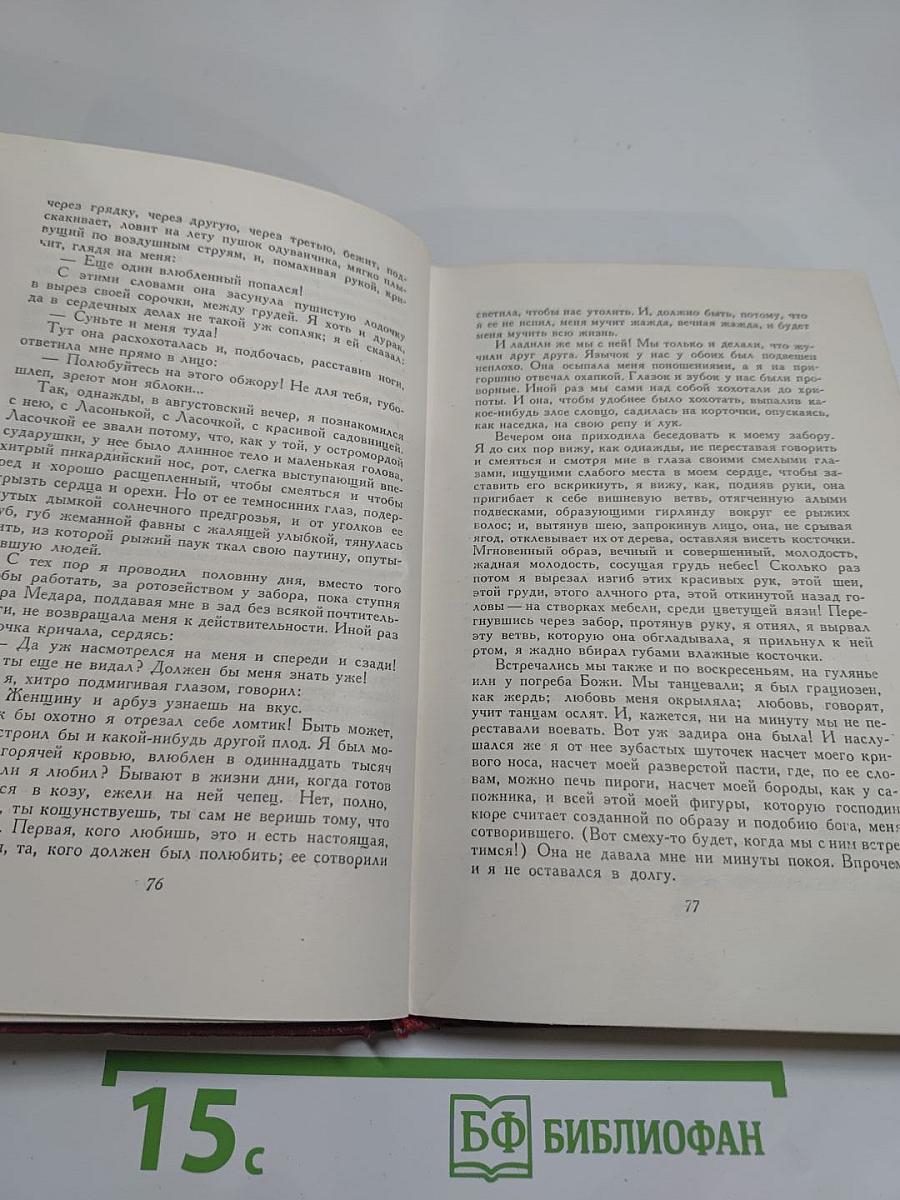 через грядку, через другую, через третью, бежит, под-
скакивает, ловит на лету пушок одуванчика, мягко плы-
вущий по воздушным струям, и, помахивая рукой, кри-
чит, глядя на меня:
— Еще один влюбленный попался!
С этими словами она засунула пушистую лодочку
в вырез своей сорочки, между грудей. Я хоть и дурак,
да в сердечных делах не такой уж сопляк; я ей сказал:
— Суньте и меня туда!
Тут она расхохоталась и, подбочась, расставив ноги,
ответила мне прямо в лицо:
— Полюбуйтесь на этого обжору! Не для тебя, губо-
шлеп, зреют мои яблоки...
Так, однажды, в августовский вечер, я познакомился
с нею, с Ласонькой, с Ласочкой, с красивой садовницей.
Ласочкой ее звали потому, что, как у той, у остромордой
сударушки, у нее было длинное тело и маленькая голова,
хитрый пикардийский нос, рот, слегка выступающий впе-
ред и хорошо расщепленный, чтобы смеяться и чтобы
грызть сердца и орехи. Но от ее темносиних глаз, подер-
утых дымкой солнечного предгрозья, и от уголков ее
уб, губ жеманной фавны с жалящей улыбкой, тянулась
ить, из которой рыжий паук ткал свою паутину, опуты-
вшую людей.
С тех пор я проводил половину дня, вместо того
бы работать, за ротозейством у забора, пока ступня
ра Медара, поддавая мне в зад без всякой почтитель-
ти, не возвращала меня к действительности. Иной раз
очка кричала, сердясь:
— Да уж насмотрелся на меня и спереди и сзади!
ты еще не видал? Должен бы меня знать уже!
я, хитро подмигивая глазом, говорил:
Женщину и арбуз узнаешь на вкус.
к бы охотно я отрезал себе ломтик! Быть может,
строил бы и какой-нибудь другой плод. Я был мо-
горячей кровью, влюблен в одиннадцать тысяч
ли я любил? Бывают в жизни дни, когда готов
ся в козу, ежели на ней чепец. Нет, полно,
, ты кощунствуешь, ты сам не веришь тому, что
. Первая, кого любишь, это и есть настоящая,
я, та, кого должен был полюбить; ее сотворили
76
светила, чтобы нас утолить. И, должно быть, потому, что
я ее не испил, меня мучит жажда, вечная жажда, и будет
меня мучить всю жизнь.
И ладили же мы с ней! Мы только и делали, что жу-
чили друг друга. Язычок у нас у обоих был подвешен
неплохо. Она осыпала меня поношениями, а я на при-
горшню отвечал охапкой. Глазок и зубок у нас были про-
ворные. Иной раз мы сами над собой хохотали до хри-
поты. И она, чтобы удобнее было хохотать, выпалив ка-
кое-нибудь злое словцо, садилась на корточки, опускаясь,
как наседка, на свою репу и лук.
Вечером она приходила беседовать к моему забору.
Я до сих пор вижу, как однажды, не переставая говорить
и смеяться и смотря мне в глаза своими смелыми гла-
зами, ищущими слабого места в моем сердце, чтобы за-
ставить его вскрикнуть, я вижу, как, подняв руки, она
пригибает к себе вишневую ветвь, отягченную алыми
подвесками, образующими гирлянду вокруг ее рыжих
волос; и, вытянув шею, запрокинув лицо, она, не срывая
ягод, отклевывает их от дерева, оставляя висеть косточки.
Мгновенный образ, вечный и совершенный, молодость,
жадная молодость, сосущая грудь небес! Сколько раз
потом я вырезал изгиб этих красивых рук, этой шеи,
этой груди, этого алчного рта, этой откинутой назад го-
ловы — на створках мебели, среди цветущей вязи! Пере-
гнувшись через забор, протянув руку, я отнял, я вырвал
эту ветвь, которую она обгладывала, я прильнул к ней
ртом, я жадно вбирал губами влажные косточки.
Встречались мы также и по воскресеньям, на гулянье
или у погреба Божи. Мы танцевали; я был грациозен,
как жердь; любовь меня окрыляла; любовь, говорят,
учит танцам ослят. И, кажется, ни на минуту мы не пе-
реставали воевать. Вот уж задира она была! И наслу-
шался же я от нее зубастых шуточек насчет моего кри-
вого носа, насчет моей разверстой пасти, где, по ее сло-
вам, можно печь пироги, насчет моей бороды, как у са-
пожника, и всей этой моей фигуры, которую господин
кюре считает созданной по образу и подобию бога, меня
сотворившего. (Вот смеху-то будет, когда мы с ним встре-
тимся!) Она не давала мне ни минуты покоя. Впрочем
и я не оставался в долгу.
77
15 с
БФ БИБЛИОФАН